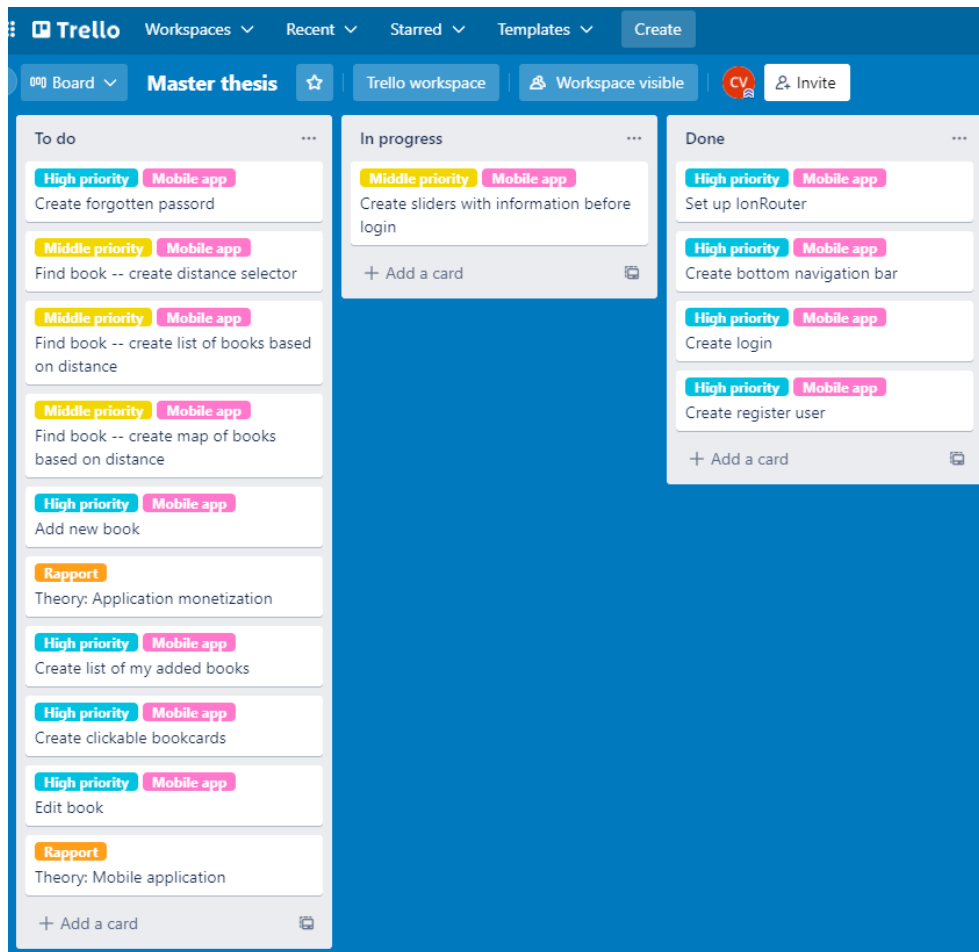 Trello Workspaces Recent Starred Templates Create
Board Master thesis Trello workspace Workspace visible CV Invite
To do
High priority Mobile app
Create forgotten passord
Middle priority Mobile app
Find book -- create distance selector
Middle priority Mobile app
Find book -- create list of books based
on distance
Middle priority Mobile app
Find book -- create map of books
based on distance
High priority Mobile app
Add new book
Rapport
Theory: Application monetization
High priority Mobile app
Create list of my added books
High priority Mobile app
Create clickable bookcards
High priority Mobile app
Edit book
Rapport
Theory: Mobile application
+ Add a card
In progress
Middle priority Mobile app
Create sliders with information before
login
+ Add a card
Done
High priority Mobile app
Set up IonRouter
High priority Mobile app
Create bottom navigation bar
High priority Mobile app
Create login
High priority Mobile app
Create register user
+ Add a card